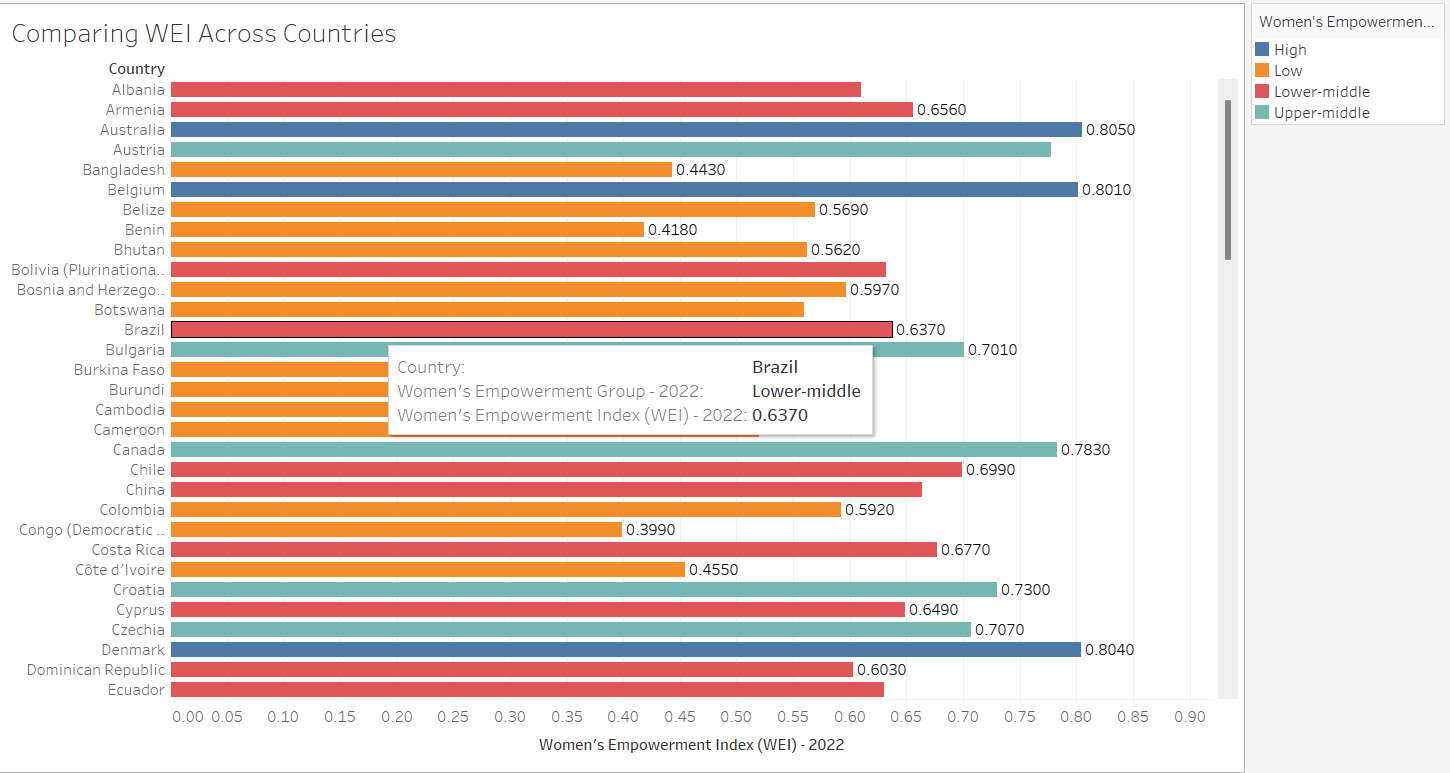 Comparing WEI Across Countries
Country
Albania
Armenia 0.6560
Australia 0.8050
Austria
Bangladesh 0.4430
Belgium 0.8010
Belize 0.5690
Benin 0.4180
Bhutan 0.5620
Bolivia (Plurinationa..
Bosnia and Herzego.. 0.5970
Botswana
Brazil 0.6370
Bulgaria 0.7010
Burkina Faso
Burundi
Cambodia
Cameroon
Country: Brazil
Women's Empowerment Group - 2022: Lower-middle
Women's Empowerment Index (WEI) - 2022: 0.6370
Canada 0.7830
Chile 0.6990
China
Colombia 0.5920
Congo (Democratic .. 0.3990
Costa Rica 0.6770
Côte d'Ivoire 0.4550
Croatia 0.7300
Cyprus 0.6490
Czechia 0.7070
Denmark 0.8040
Dominican Republic 0.6030
Ecuador
0.00 0.05 0.10 0.15 0.20 0.25 0.30 0.35 0.40 0.45 0.50 0.55 0.60 0.65 0.70 0.75 0.80 0.85 0.90
Women's Empowerment Index (WEI) - 2022
Women's Empowermen...
High
Low
Lower-middle
Upper-middle